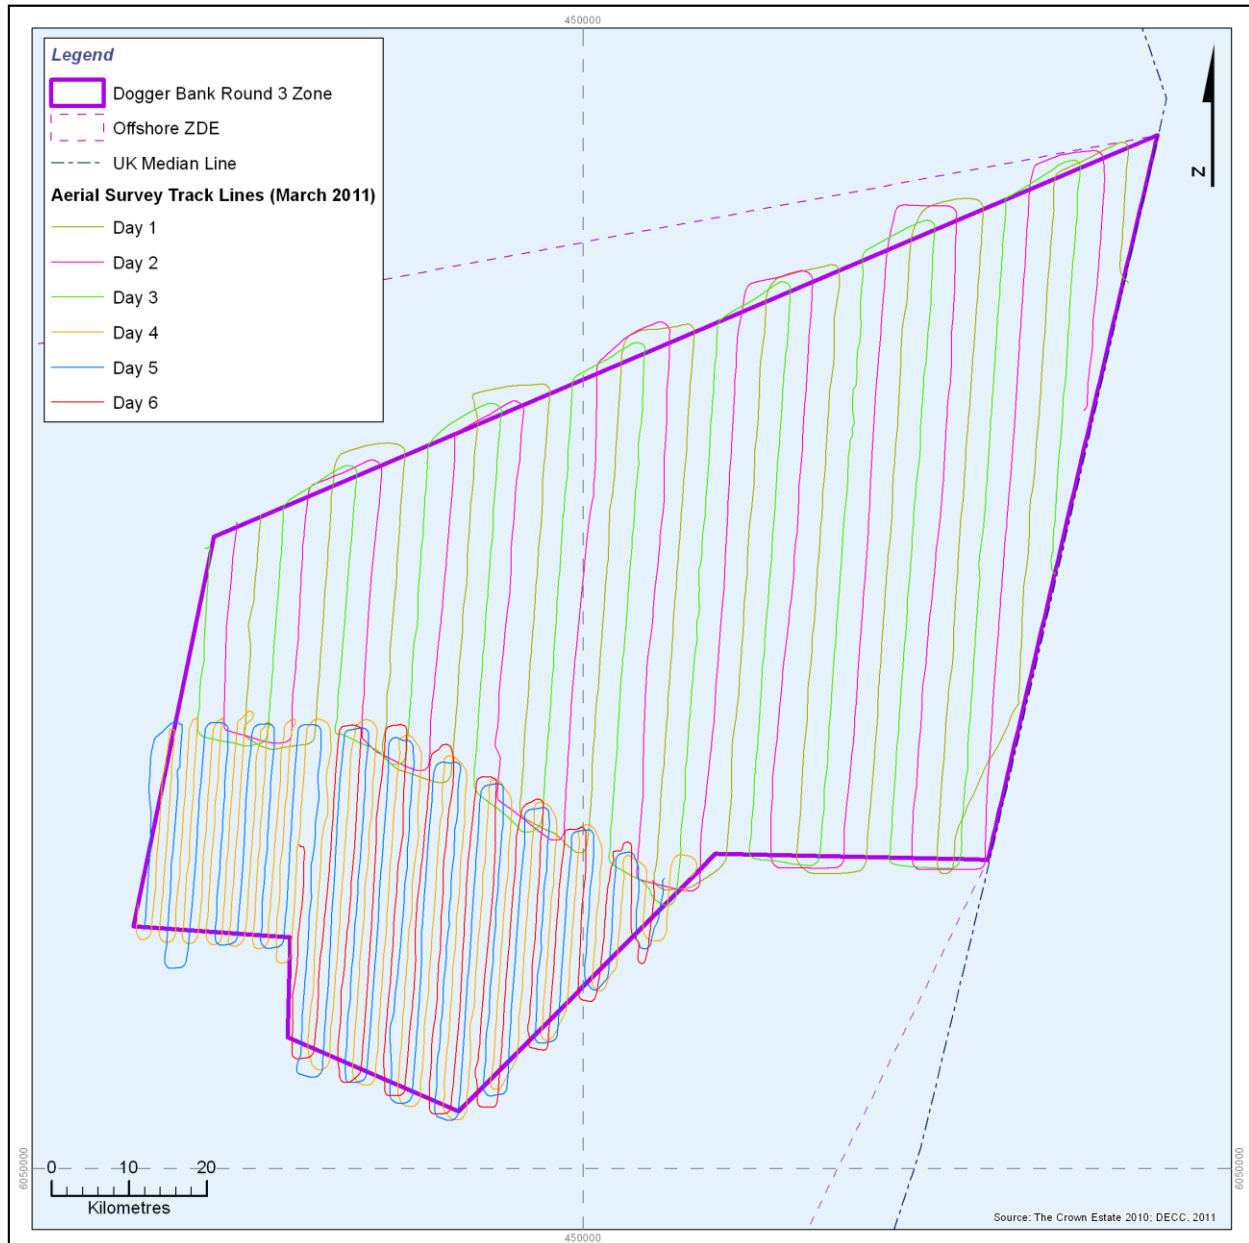 450000
Legend
Dogger Bank Round 3 Zone
Offshore ZDE
UK Median Line
Aerial Survey Track Lines (March 2011)
Day 1
Day 2
Day 3
Day 4
Day 5
Day 6
N
6050000
6050000
0 10 20
Kilometres
Source: The Crown Estate 2010; DECC, 2011
450000